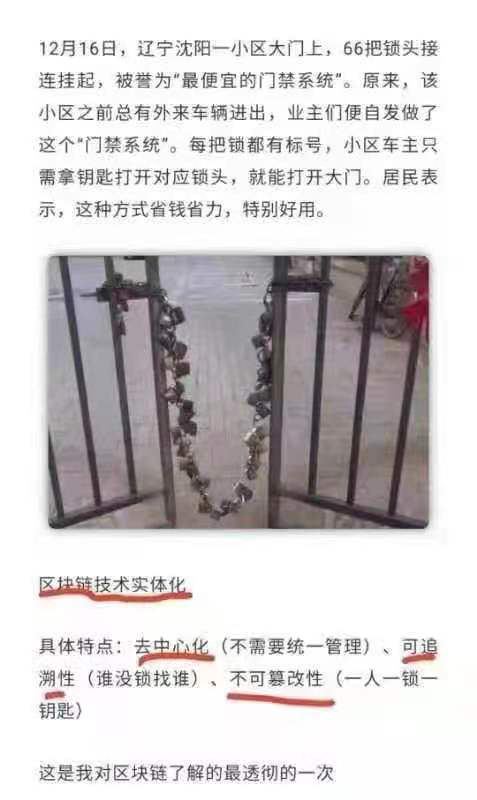 12月16日，辽宁沈阳一小区大门上，66把锁头接
连挂起，被誉为“最便宜的门禁系统”。原来，该
小区之前总有外来车辆进出，业主们便自发做了
这个“门禁系统”。每把锁都有标号，小区车主只
需拿钥匙打开对应锁头，就能打开大门。居民表
示，这种方式省钱省力，特别好用。
区块链技术实体化
具体特点：去中心化（不需要统一管理）、可追
溯性（谁没锁找谁）、不可篡改性（一人一锁一
钥匙）
这是我对区块链了解的最透彻的一次